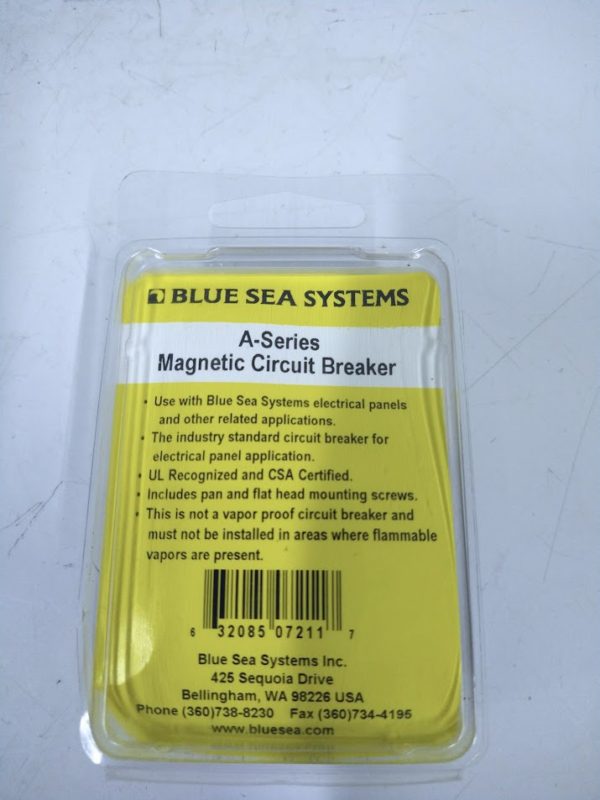 BLUE SEA SYSTEMS
A-Series
Magnetic Circuit Breaker
• Use with Blue Sea Systems electrical panels
and other related applications.
• The industry standard circuit breaker for
electrical panel application.
• UL Recognized and CSA Certified.
• Includes pan and flat head mounting screws.
• This is not a vapor proof circuit breaker and
must not be installed in areas where flammable
vapors are present.
6 32085 07211 7
Blue Sea Systems Inc.
425 Sequoia Drive
Bellingham, WA 98226 USA
Phone (360)738-8230 Fax (360)734-4195
www.bluesea.com